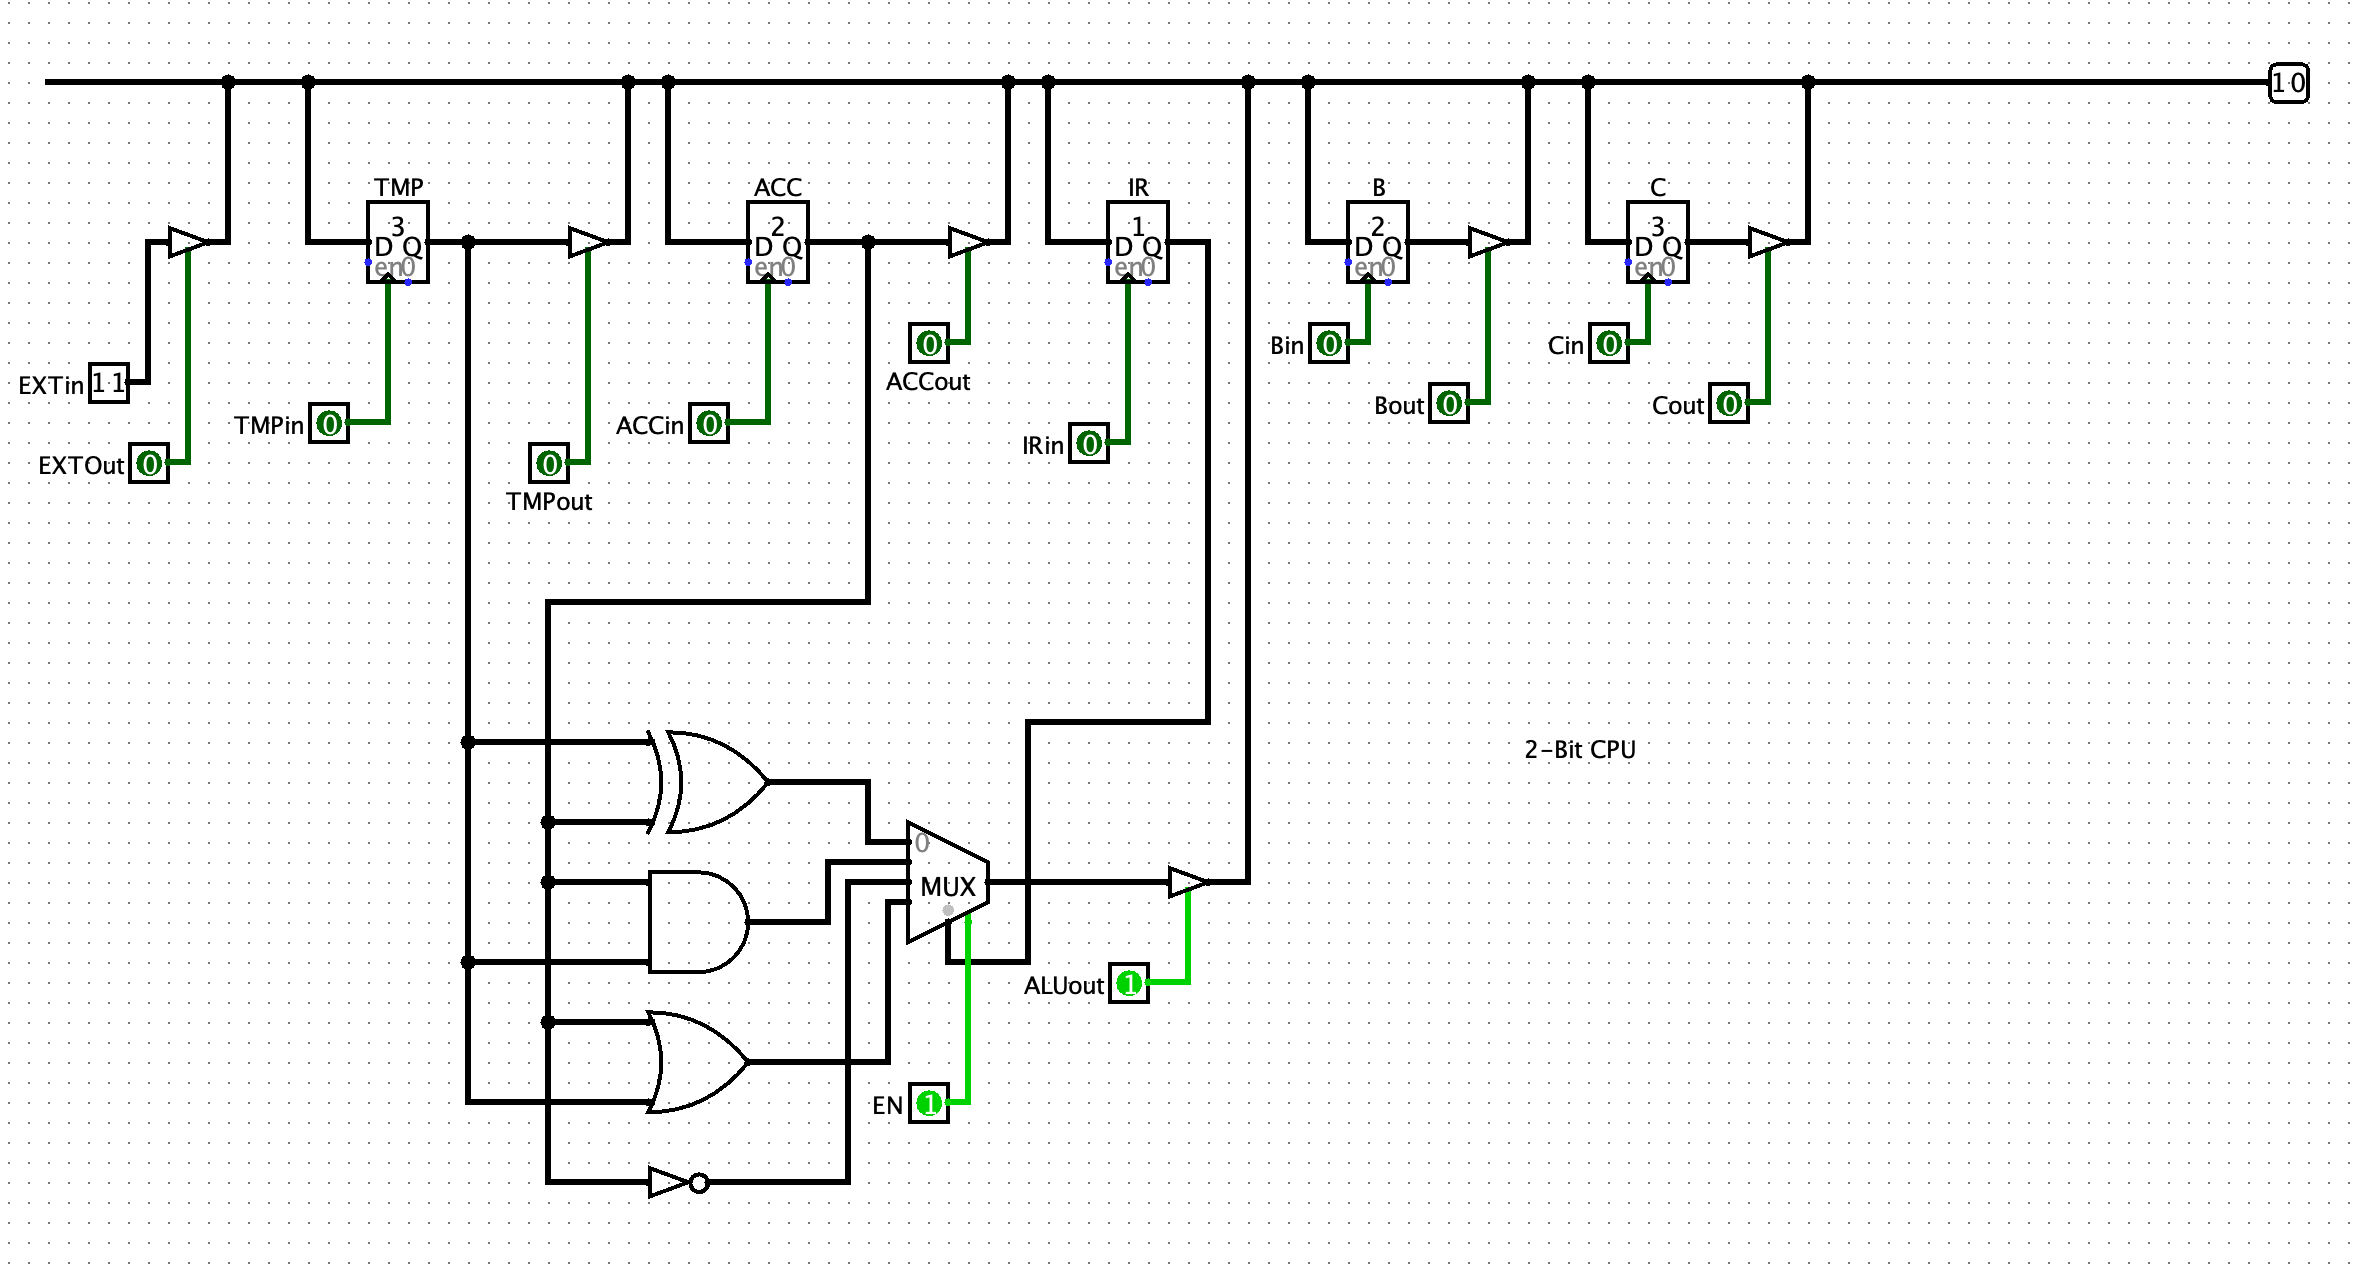 10
TMP
3
D Q
en0
ACC
2
D Q
en0
IR
1
D Q
en0
B
2
D Q
en0
C
3
D Q
en0
EXTin 11
EXTOut 0
TMPin 0
TMPout
0
ACCin 0
0
ACCout
IRin 0
Bin 0
Bout 0
Cin 0
Cout 0
2-Bit CPU
0
MUX
ALUout 1
EN 1